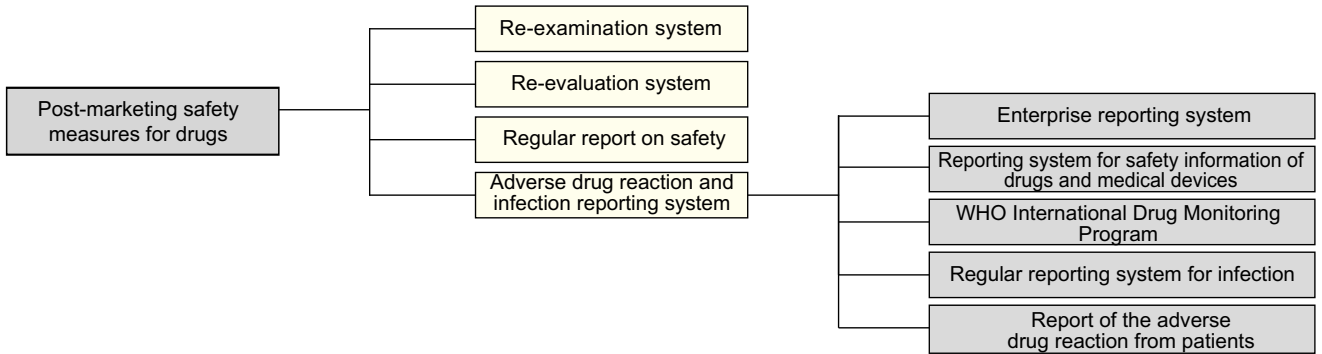 Post-marketing safety
measures for drugs
Re-examination system
Re-evaluation system
Regular report on safety
Adverse drug reaction and
infection reporting system
Enterprise reporting system
Reporting system for safety information of
drugs and medical devices
WHO International Drug Monitoring
Program
Regular reporting system for infection
Report of the adverse
drug reaction from patients